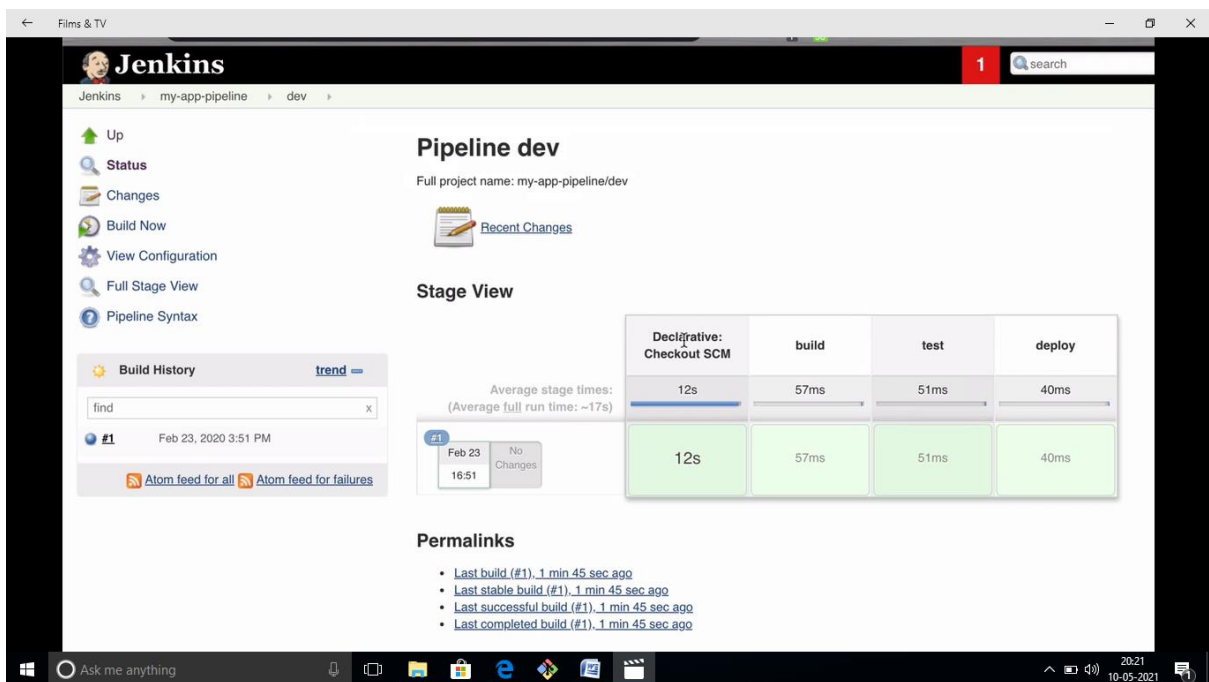 Films & TV
Jenkins
1
search
Jenkins
my-app-pipeline
dev
Up
Status
Changes
Build Now
View Configuration
Full Stage View
Pipeline Syntax
Build History
trend
find
x
#1
Feb 23, 2020 3:51 PM
Atom feed for all
Atom feed for failures
Pipeline dev
Full project name: my-app-pipeline/dev
Recent Changes
Stage View
Declarative:
Checkout SCM
build
test
deploy
Average stage times:
(Average full run time: ~17s)
12s
57ms
51ms
40ms
#1
Feb 23
16:51
No
Changes
12s
57ms
51ms
40ms
Permalinks
Last build (#1), 1 min 45 sec ago
Last stable build (#1), 1 min 45 sec ago
Last successful build (#1), 1 min 45 sec ago
Last completed build (#1), 1 min 45 sec ago
Ask me anything
20:21
10-05-2021
1